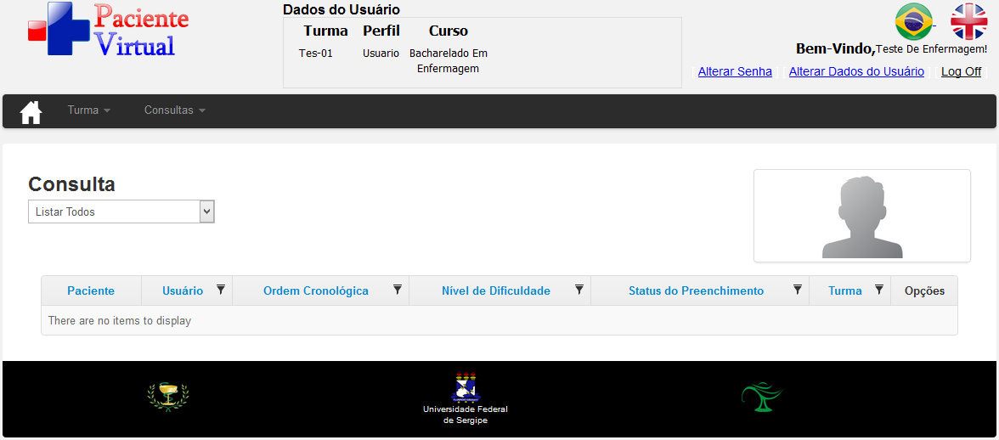 Paciente
Virtual
Dados do Usuário
Turma Perfil Curso
Tes-01 Usuario Bacharelado Em
Enfermagem
Bem-Vindo,Teste De Enfermagem!
[ Alterar Senha ] [ Alterar Dados do Usuário ] [ Log Off ]
Turma Consultas
Consulta
Listar Todos
Paciente Usuário Ordem Cronológica Nível de Dificuldade Status do Preenchimento Turma Opções
There are no items to display
Universidade Federal
de Sergipe